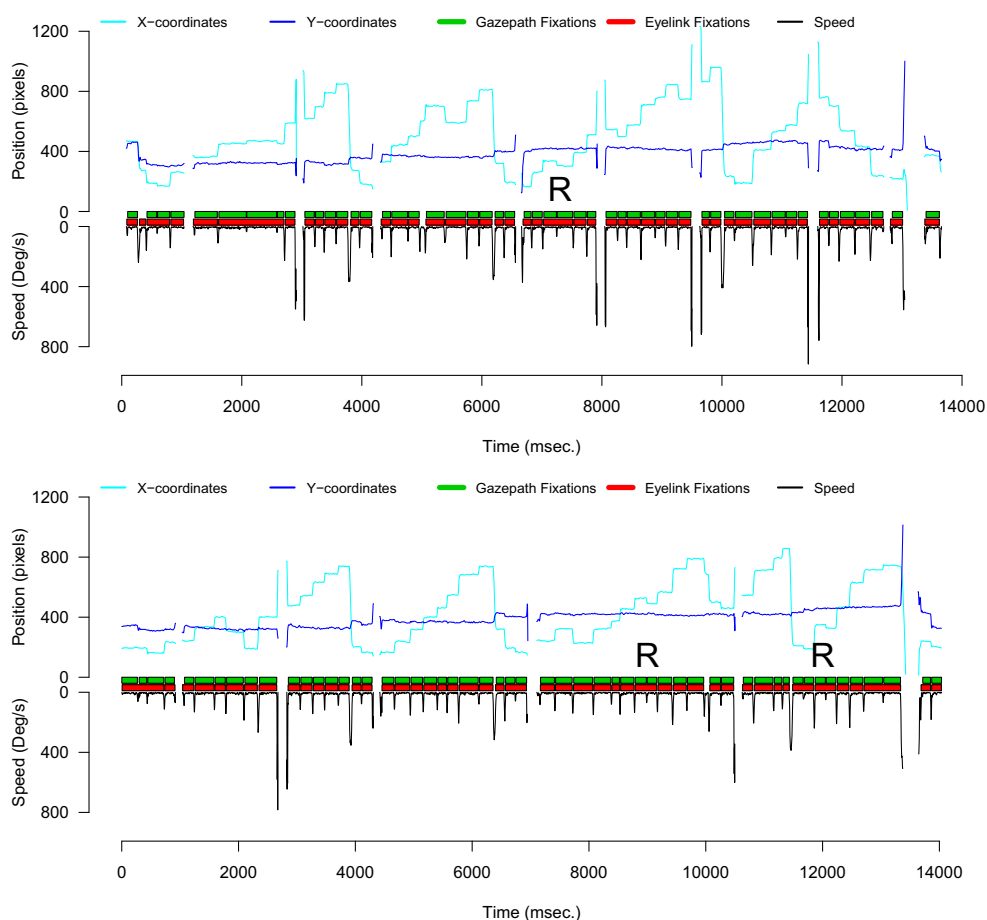 X−coordinates Y−coordinates Gazepath Fixations Eyelink Fixations Speed
1200
800
400
0
Position (pixels)
R
0
400
800
Speed (Deg/s)
0 2000 4000 6000 8000 10000 12000 14000
Time (msec.)
X−coordinates Y−coordinates Gazepath Fixations Eyelink Fixations Speed
1200
800
400
0
Position (pixels)
R R
0
400
800
Speed (Deg/s)
0 2000 4000 6000 8000 10000 12000 14000
Time (msec.)